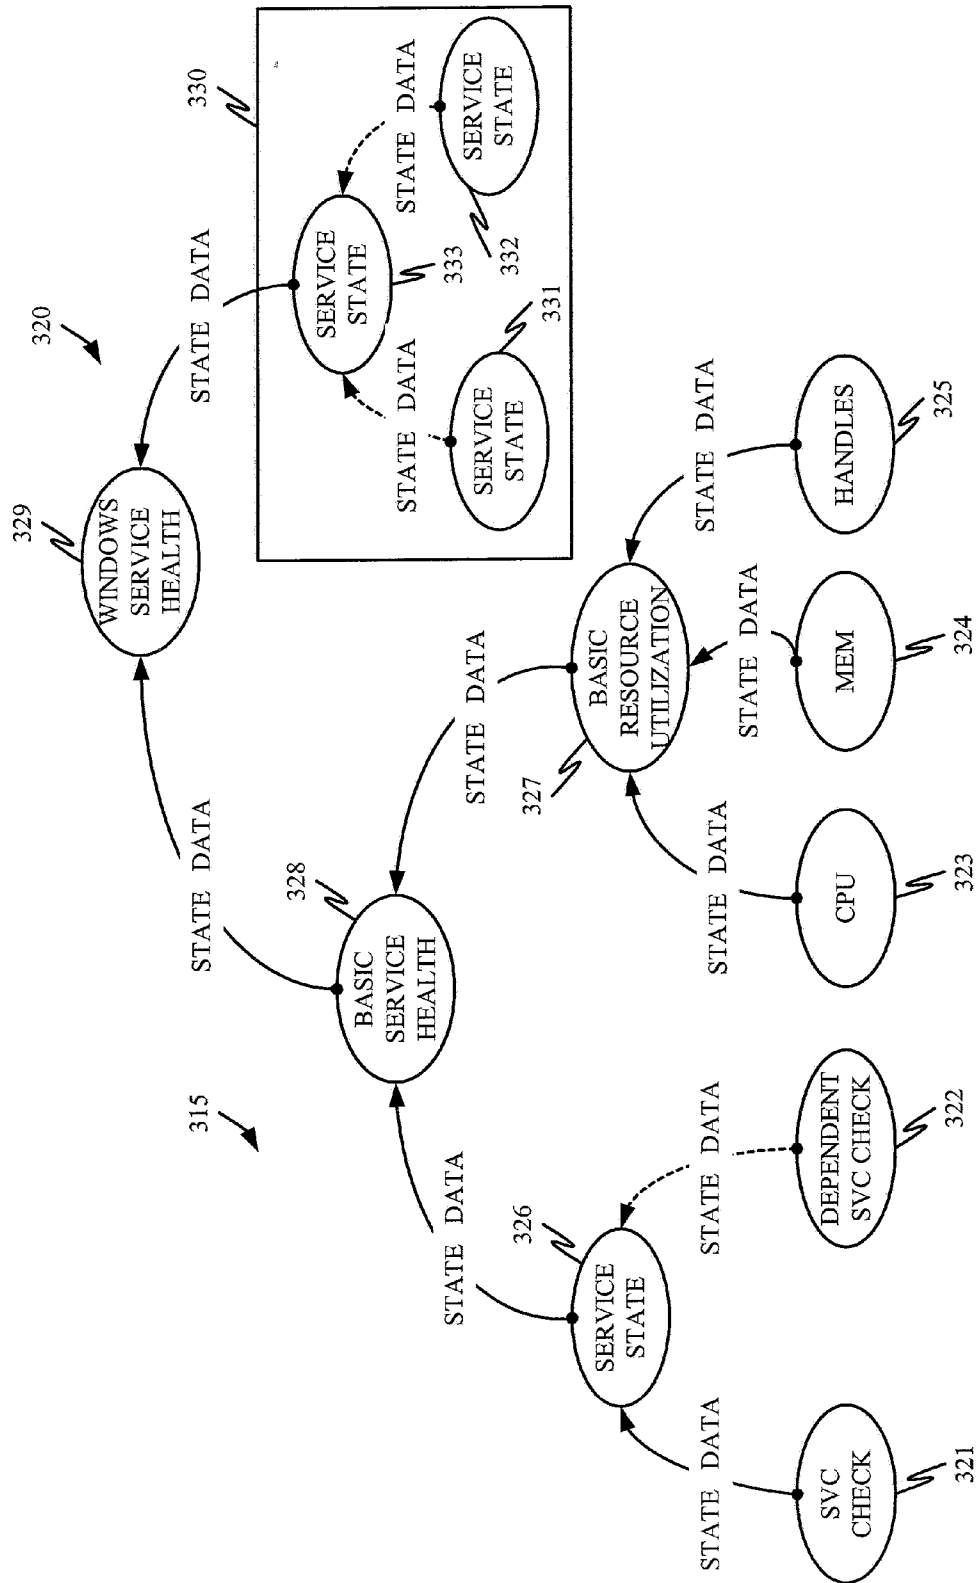 320
329
WINDOWS
SERVICE
HEALTH
STATE DATA
STATE DATA
330
SERVICE
STATE
333
STATE DATA
STATE DATA
SERVICE
STATE
331
SERVICE
STATE
332
315
328
BASIC
SERVICE
HEALTH
STATE DATA
STATE DATA
326
SERVICE
STATE
327
BASIC
RESOURCE
UTILIZATION
STATE DATA
STATE DATA
STATE DATA
STATE DATA
STATE DATA
SVC
CHECK
321
DEPENDENT
SVC CHECK
322
CPU
323
MEM
324
HANDLES
325